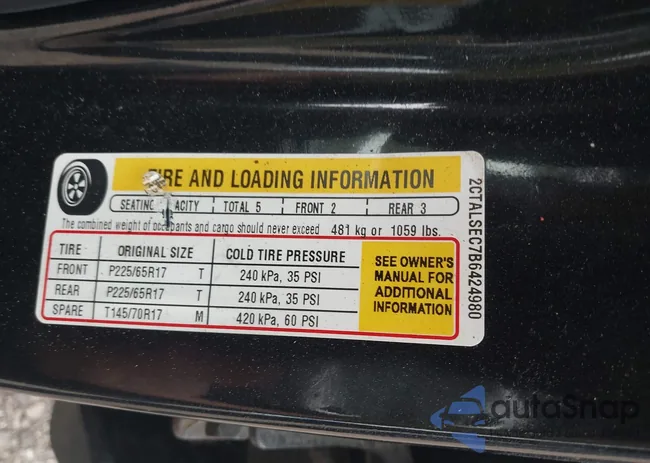 TIRE AND LOADING INFORMATION
SEATING ACITY TOTAL 5 FRONT 2 REAR 3
The combined weight of occupants and cargo should never exceed 481 kg or 1059 lbs.
TIRE ORIGINAL SIZE COLD TIRE PRESSURE
FRONT P225/65R17 T 240 kPa, 35 PSI
REAR P225/65R17 T 240 kPa, 35 PSI
SPARE T145/70R17 M 420 kPa, 60 PSI
SEE OWNER'S
MANUAL FOR
ADDITIONAL
INFORMATION
2CTALSEC7B6424980
autoSnap